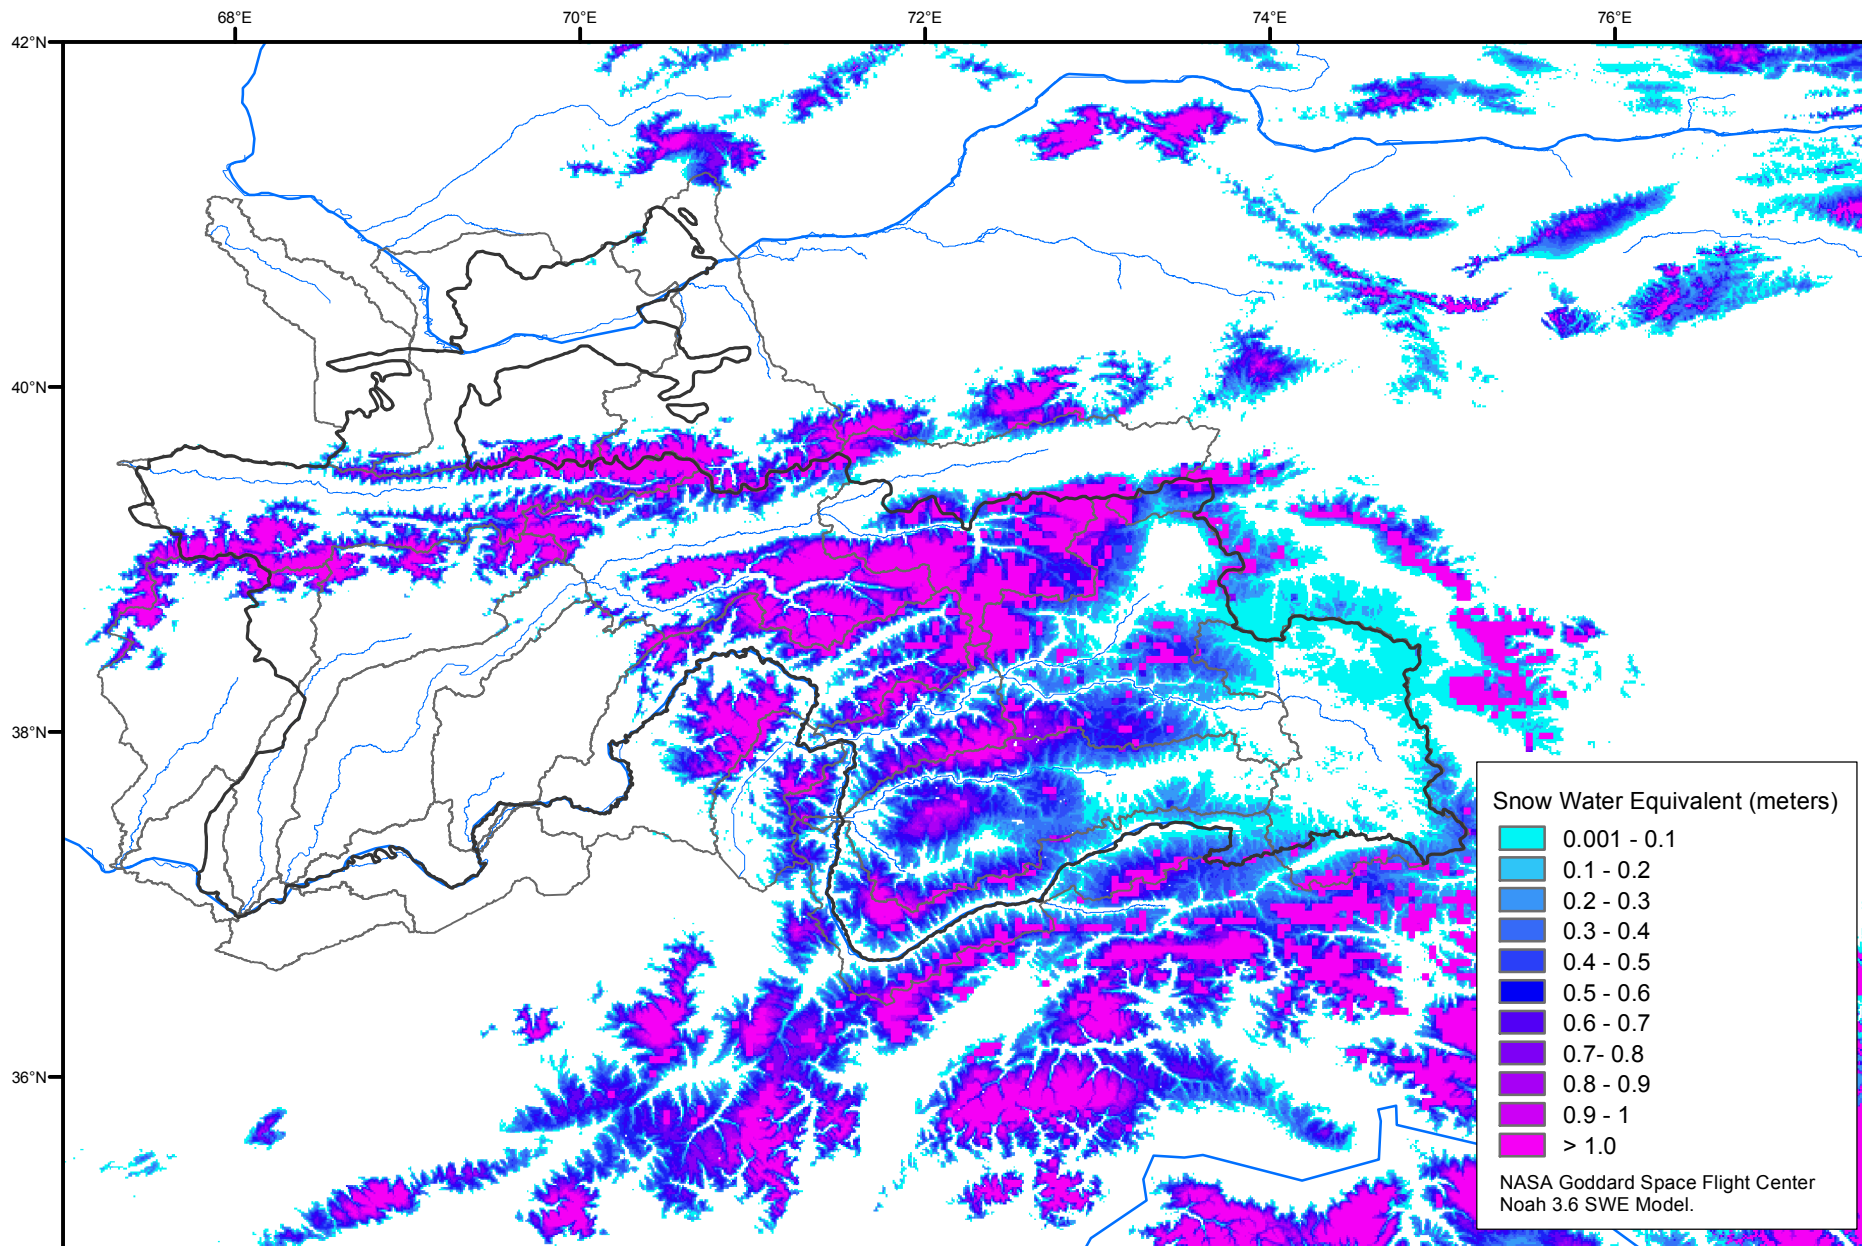 68°E
70°E
72°E
74°E
76°E
42°N
40°N
38°N
36°N
Snow Water Equivalent (meters)
0.001 - 0.1
0.1 - 0.2
0.2 - 0.3
0.3 - 0.4
0.4 - 0.5
0.5 - 0.6
0.6 - 0.7
0.7- 0.8
0.8 - 0.9
0.9 - 1
> 1.0
NASA Goddard Space Flight Center
Noah 3.6 SWE Model.